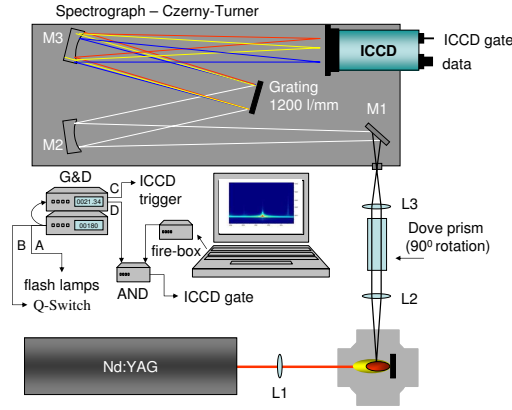 Spectrograph – Czerny-Turner
M3
ICCD
ICCD gate
data
Grating
1200 l/mm
M1
M2
G&D
C
ICCD
trigger
0021.34
D
00180
B
A
fire-box
flash lamps
Q-Switch
AND
ICCD gate
L3
Dove prism
(90⁰ rotation)
L2
Nd:YAG
L1